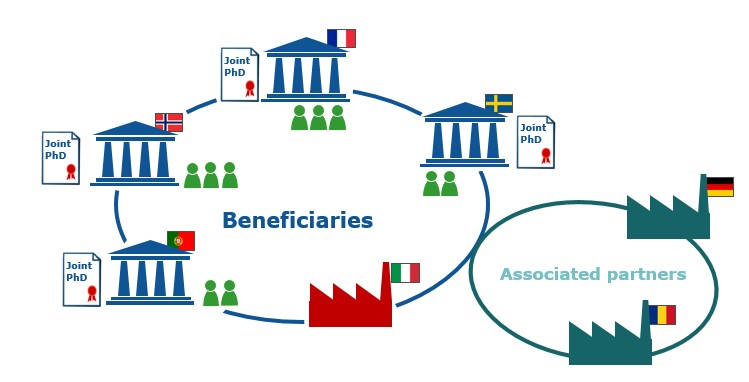 Joint
PhD
Joint
PhD
Joint
PhD
Beneficiaries
Joint
PhD
Associated partners